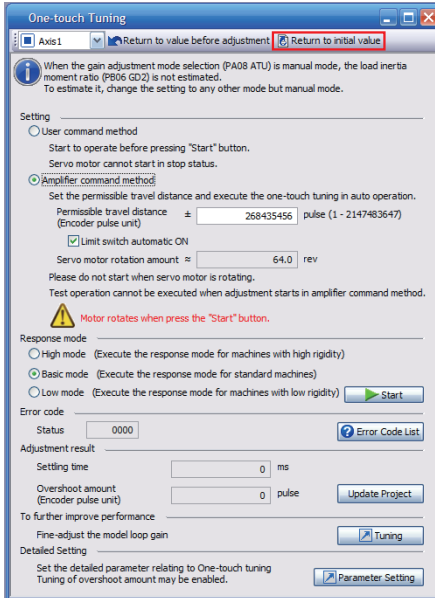 One-touch Tuning
Axis1 Return to value before adjustment Return to initial value
When the gain adjustment mode selection (PA08 ATU) is manual mode, the load inertia
moment ratio (PB06 GD2) is not estimated.
To estimate it, change the setting to any other mode but manual mode.
Setting
User command method
Start to operate before pressing "Start" button.
Servo motor cannot start in stop status.
Amplifier command method
Set the permissible travel distance and execute the one-touch tuning in auto operation.
Permissible travel distance ± 268435456 pulse (1 - 2147483647)
(Encoder pulse unit)
Limit switch automatic ON
Servo motor rotation amount ≈ 64.0 rev
Please do not start when servo motor is rotating.
Test operation cannot be executed when adjustment starts in amplifier command method.
Motor rotates when press the "Start" button.
Response mode
High mode (Execute the response mode for machines with high rigidity)
Basic mode (Execute the response mode for standard machines)
Low mode (Execute the response mode for machines with low rigidity) Start
Error code
Status 0000 Error Code List
Adjustment result
Settling time 0 ms
Overshoot amount 0 pulse Update Project
(Encoder pulse unit)
To further improve performance
Fine-adjust the model loop gain Tuning
Detailed Setting
Set the detailed parameter relating to One-touch tuning
Tuning of overshoot amount may be enabled. Parameter Setting